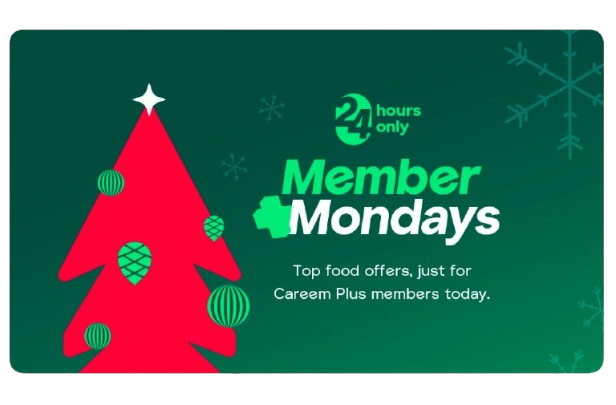 24 hours
only
Member
Mondays
Top food offers, just for
Careem Plus members today.